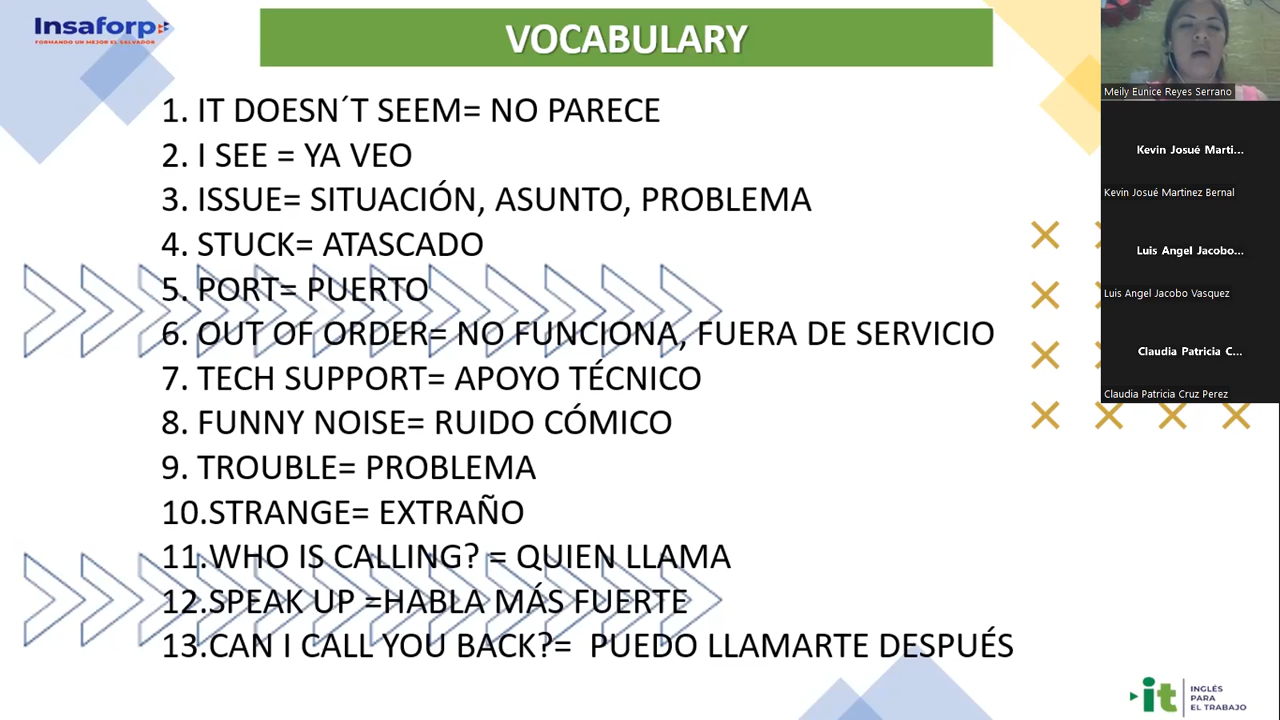 Insaforp
FORMANDO UN MEJOR EL SALVADOR
VOCABULARY
1. IT DOESN´T SEEM= NO PARECE
2. I SEE = YA VEO
3. ISSUE= SITUACIÓN, ASUNTO, PROBLEMA
4. STUCK= ATASCADO
5. PORT= PUERTO
6. OUT OF ORDER= NO FUNCIONA, FUERA DE SERVICIO
7. TECH SUPPORT= APOYO TÉCNICO
8. FUNNY NOISE= RUIDO CÓMICO
9. TROUBLE= PROBLEMA
10.STRANGE= EXTRAÑO
11.WHO IS CALLING? = QUIEN LLAMA
12.SPEAK UP =HABLA MÁS FUERTE
13.CAN I CALL YOU BACK?= PUEDO LLAMARTE DESPUÉS
Meily Eunice Reyes Serrano
Kevin Josué Marti...
Kevin Josué Martinez Bernal
Luis Angel Jacobo...
Luis Angel Jacobo Vasquez
Claudia Patricia C...
Claudia Patricia Cruz Perez
it
INGLÉS
PARA
EL TRABAJO